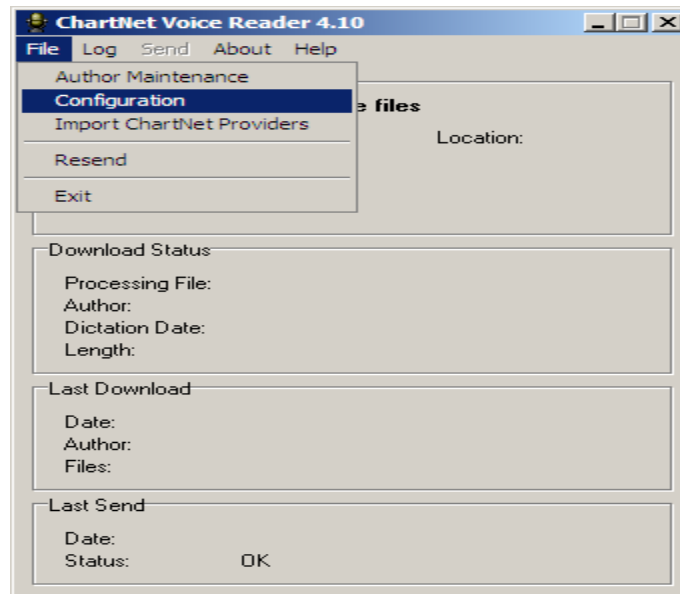 ChartNet Voice Reader 4.10
File Log Send About Help
Author Maintenance
Configuration
Import ChartNet Providers
Resend
Exit
files
Location:
Download Status
Processing File:
Author:
Dictation Date:
Length:
Last Download
Date:
Author:
Files:
Last Send
Date:
Status: OK